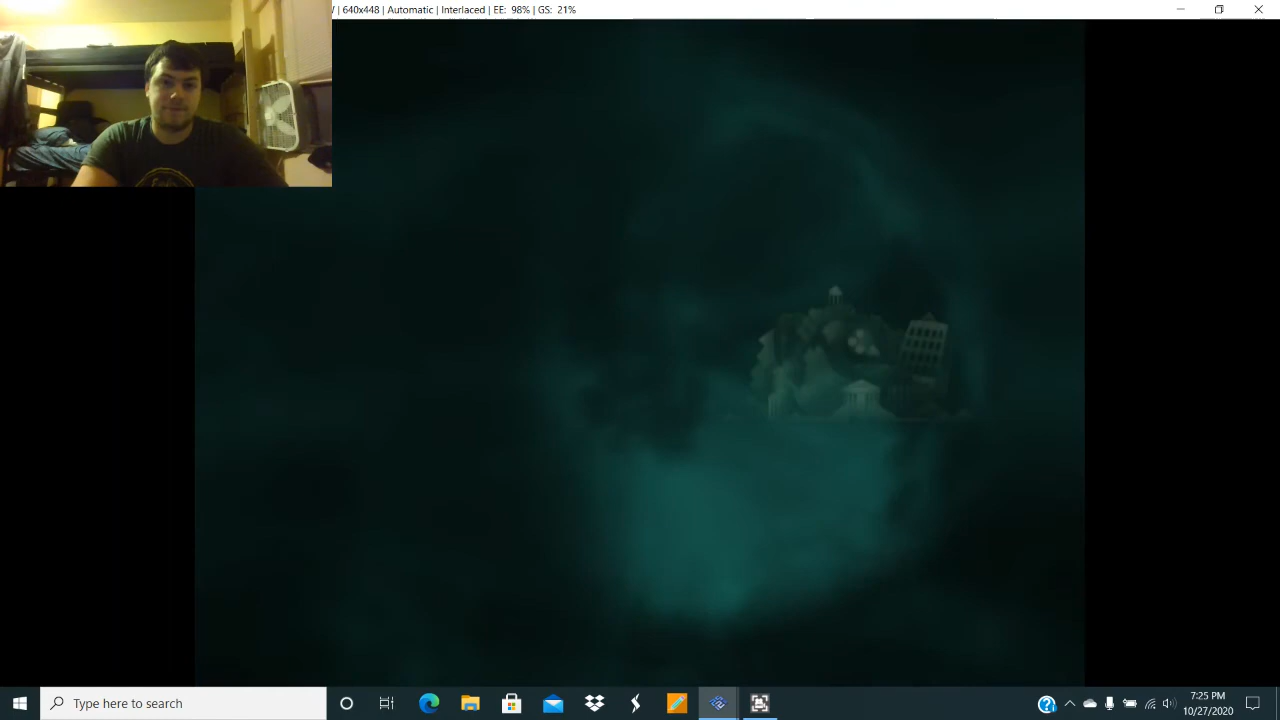 / | 640x448 | Automatic | Interlaced | EE: 98% | GS: 21%
Type here to search
7:25 PM
10/27/2020